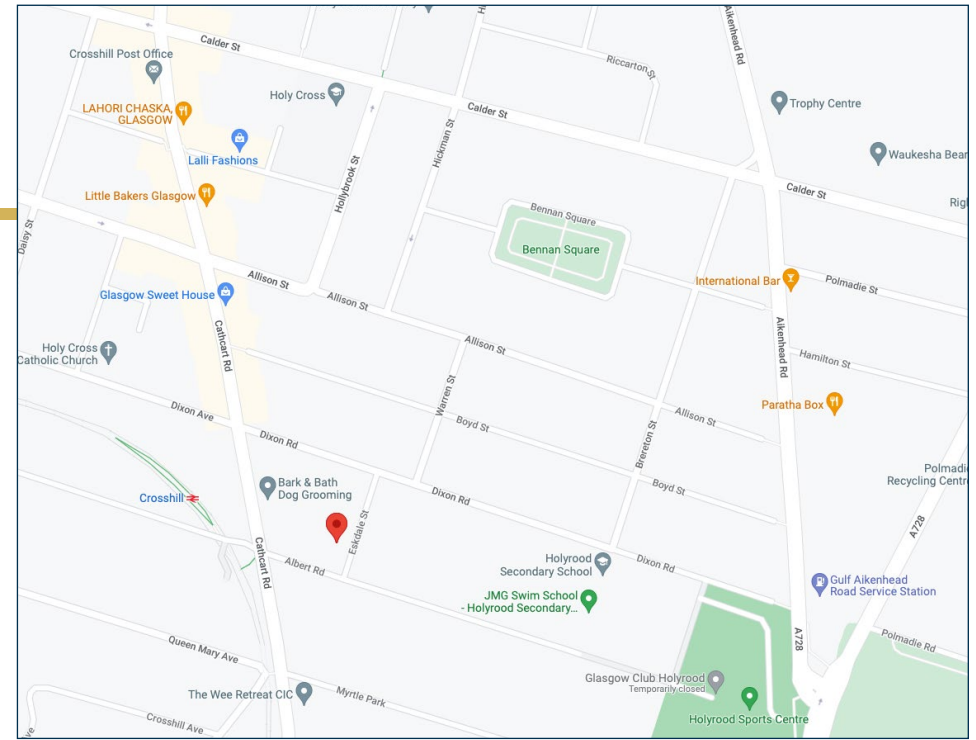 Aikenhead Rd
Calder St
Crosshill Post Office
Riccarton St
Holy Cross
LAHORI CHASKA,
GLASGOW
Trophy Centre
Calder St
Hickman St
Lalli Fashions
Waukesha Bear
Hollybrook St
Little Bakers Glasgow
Calder St
Bennan Square
Daisy St
Bennan Square
International Bar
Polmadie St
Allison St
Glasgow Sweet House
Allison St
Cathcart Rd
Aikenhead Rd
Allison St
Hamilton St
Holy Cross
Catholic Church
Warren St
Paratha Box
Dixon Ave
Allison St
Boyd St
Dixon Rd
Brereton St
Bark & Bath
Dog Grooming
Boyd St
Crosshill
Dixon Rd
Polmadie
Recycling Centr
A728
Eskdale St
Cathcart Rd
Albert Rd
Holyrood
Secondary School
Dixon Rd
Gulf Aikenhead
Road Service Station
JMG Swim School
- Holyrood Secondary...
A728
Polmadie Rd
Queen Mary Ave
Glasgow Club Holyrood
Temporarily closed
The Wee Retreat CIC
Myrtle Park
Holyrood Sports Centre
Crosshill Ave